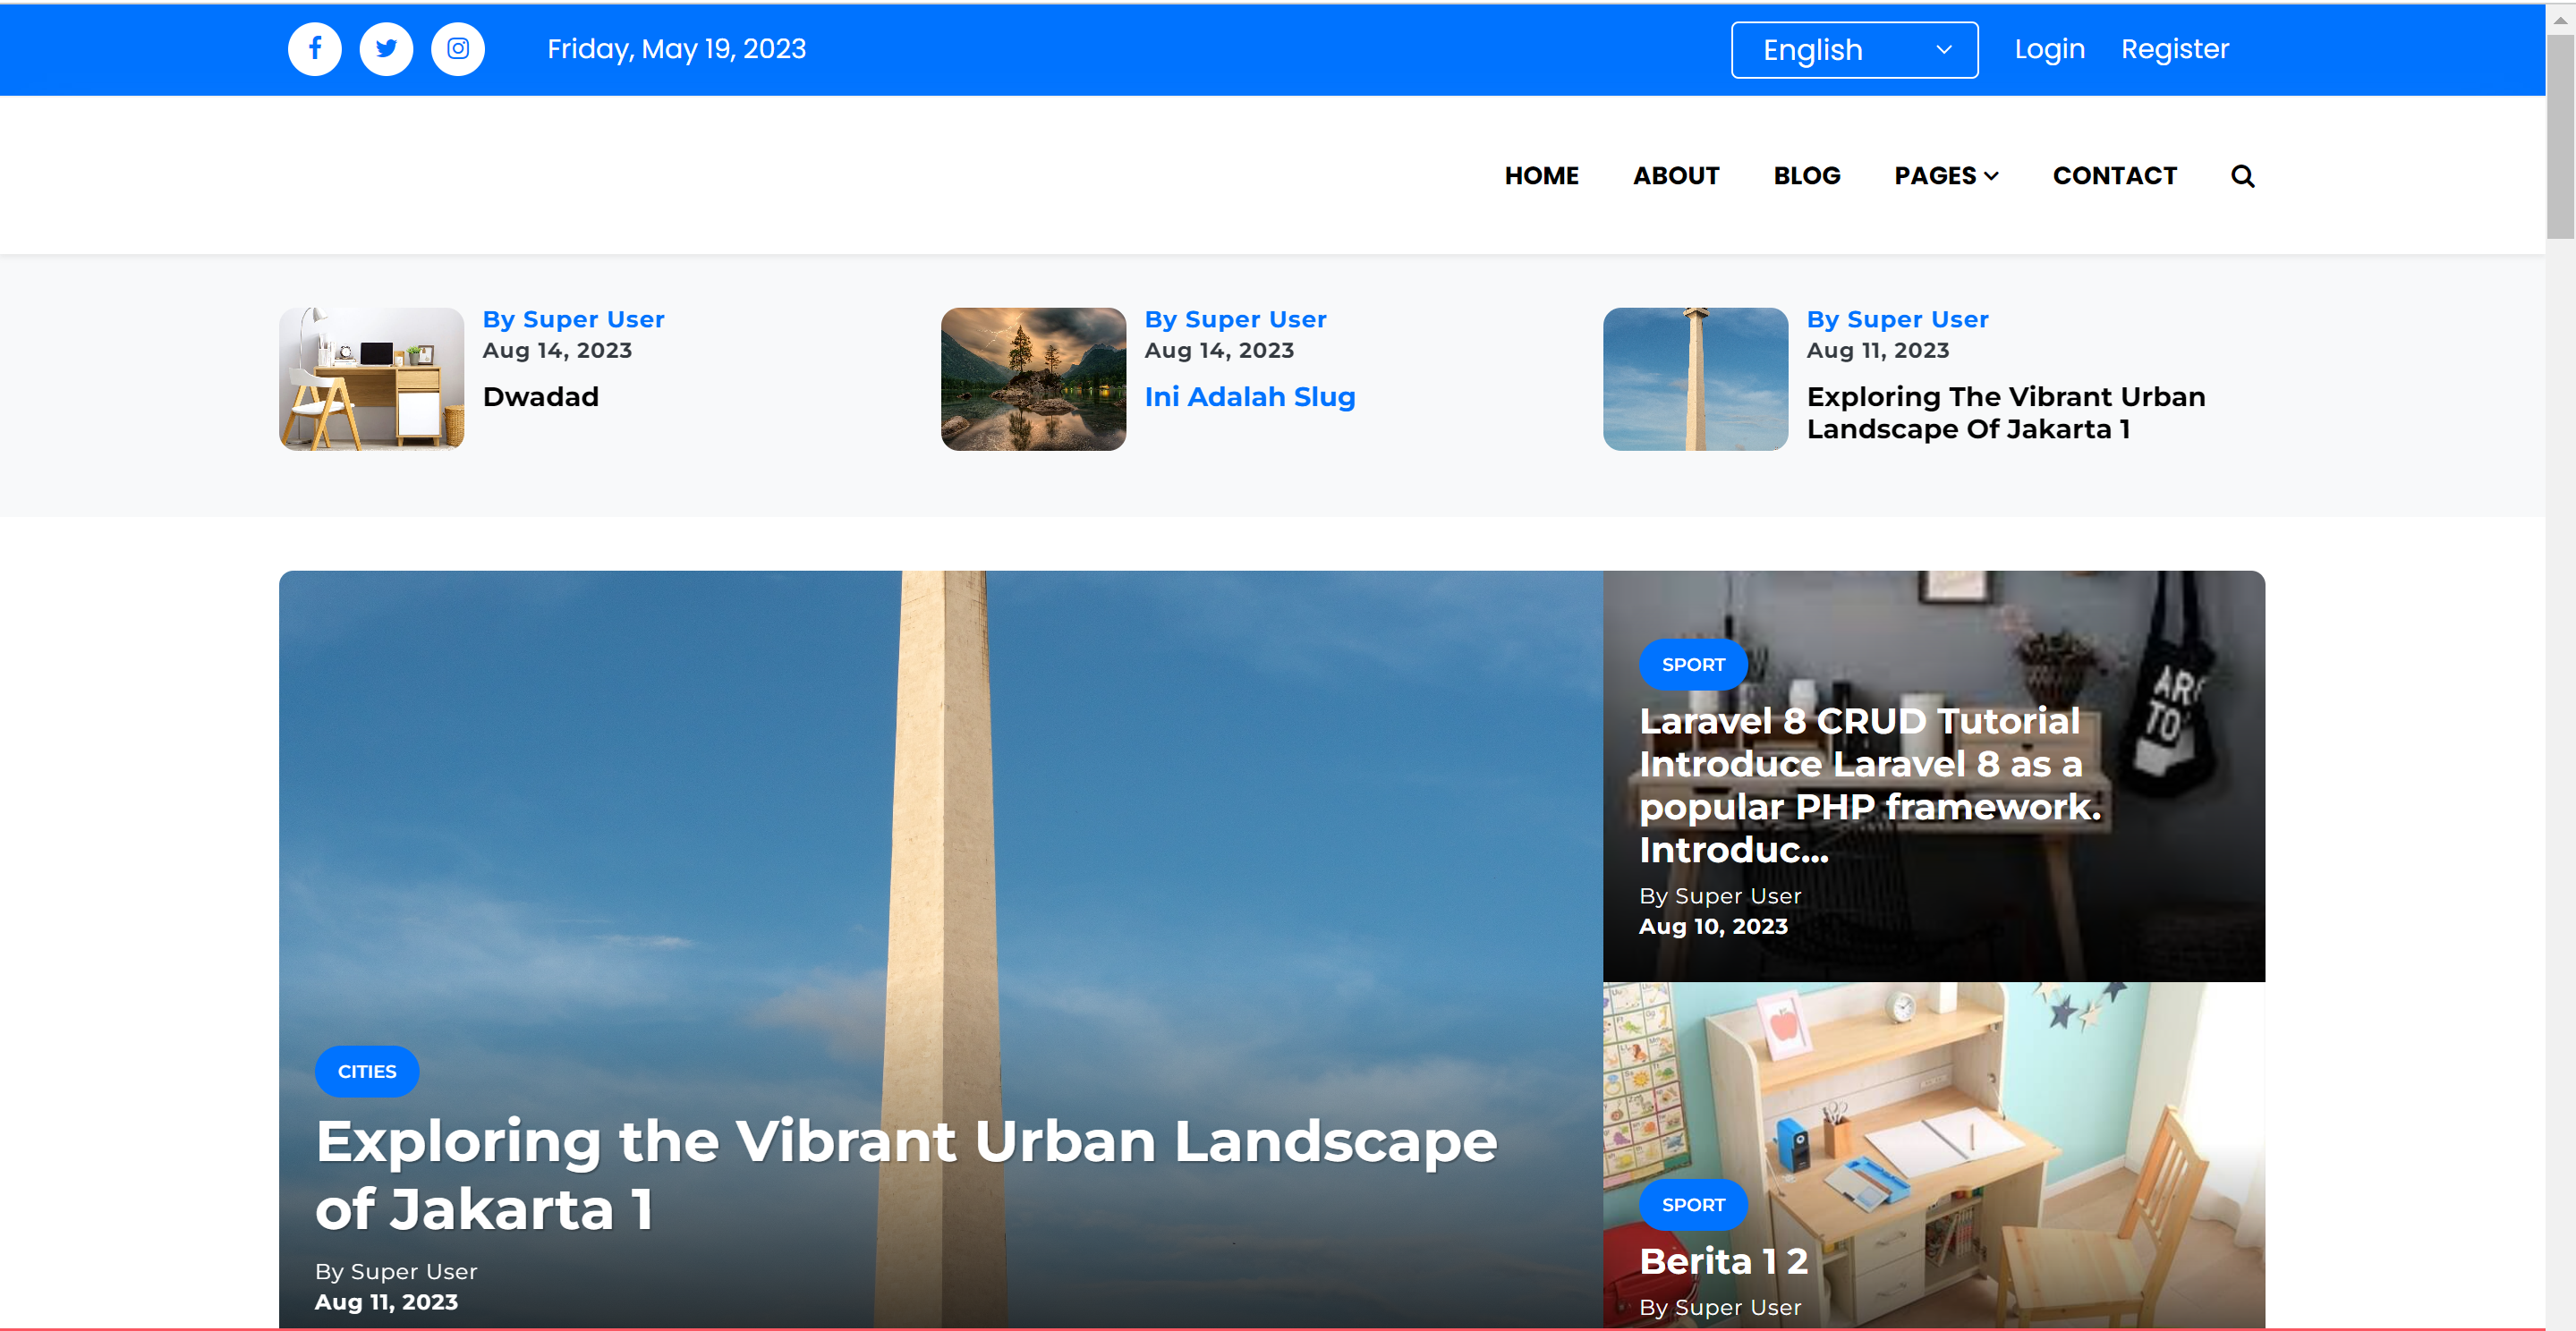 Friday, May 19, 2023
English
Login
Register
HOME
ABOUT
BLOG
PAGES
CONTACT
By Super User
Aug 14, 2023
Dwadad
By Super User
Aug 14, 2023
Ini Adalah Slug
By Super User
Aug 11, 2023
Exploring The Vibrant Urban
Landscape Of Jakarta 1
CITIES
Exploring the Vibrant Urban Landscape
of Jakarta 1
By Super User
Aug 11, 2023
SPORT
Laravel 8 CRUD Tutorial
Introduce Laravel 8 as a
popular PHP framework.
Introduc...
By Super User
Aug 10, 2023
SPORT
Berita 1 2
By Super User